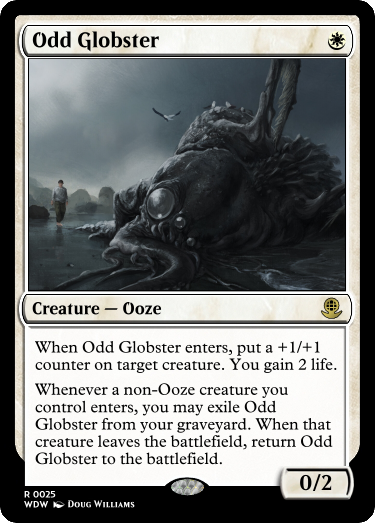 Odd Globster
Creature — Ooze
When Odd Globster enters, put a +1/+1
counter on target creature. You gain 2 life.
Whenever a non-Ooze creature you
control enters, you may exile Odd
Globster from your graveyard. When that
creature leaves the battlefield, return Odd
Globster to the battlefield.
0/2
R 0025
WDW Doug Williams